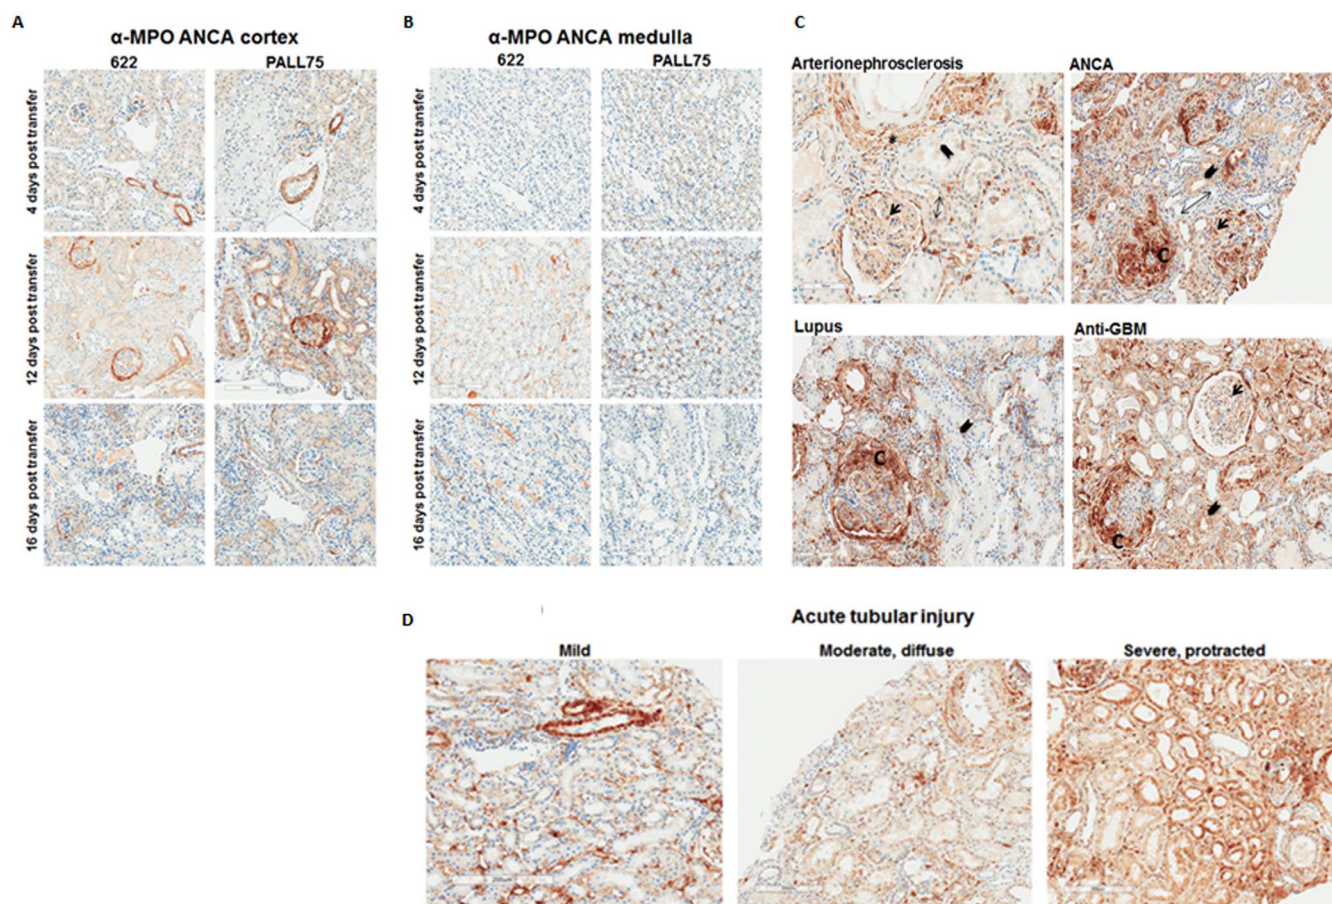 A
α-MPO ANCA cortex
622 PALL75
4 days post transfer
12 days post transfer
16 days post transfer
B
α-MPO ANCA medulla
622 PALL75
4 days post transfer
12 days post transfer
16 days post transfer
C
Arterionephrosclerosis ANCA
*
C
Lupus Anti-GBM
C
C
D
Acute tubular injury
Mild Moderate, diffuse Severe, protracted